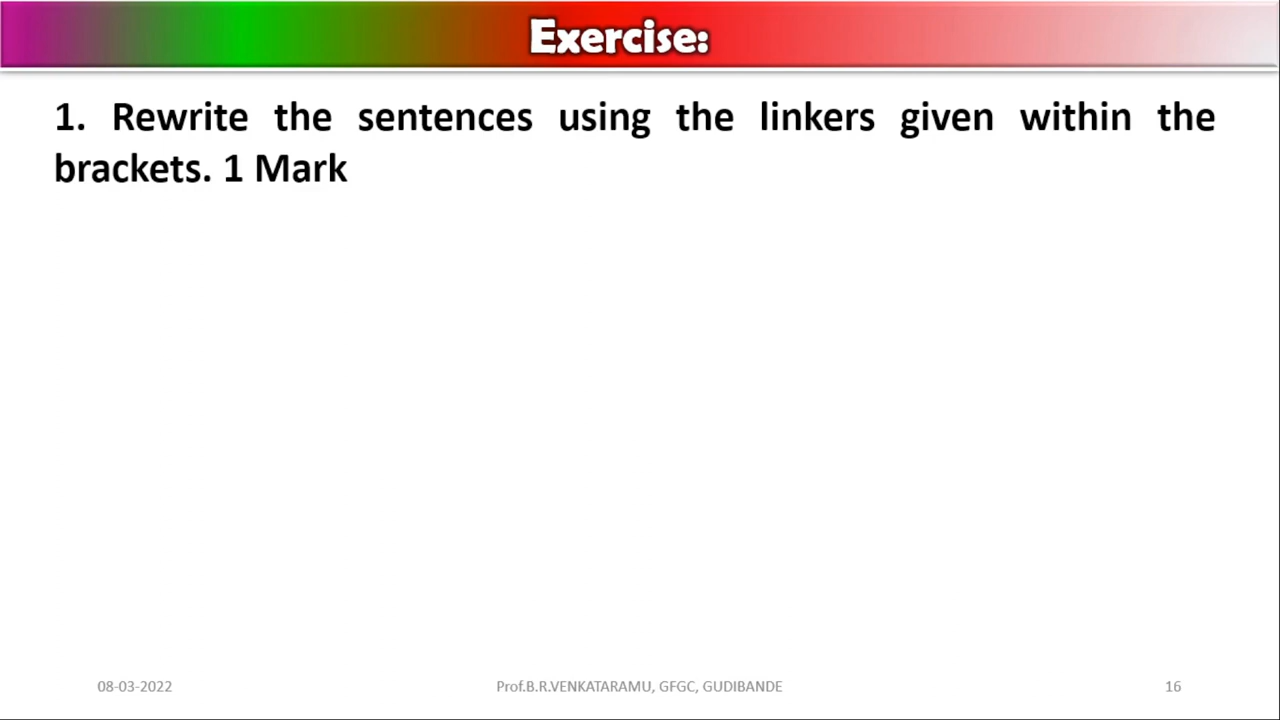 Exercise:
1. Rewrite the sentences using the linkers given within the
brackets. 1 Mark
08-03-2022
Prof.B.R.VENKATARAMU, GFGC, GUDIBANDE
16